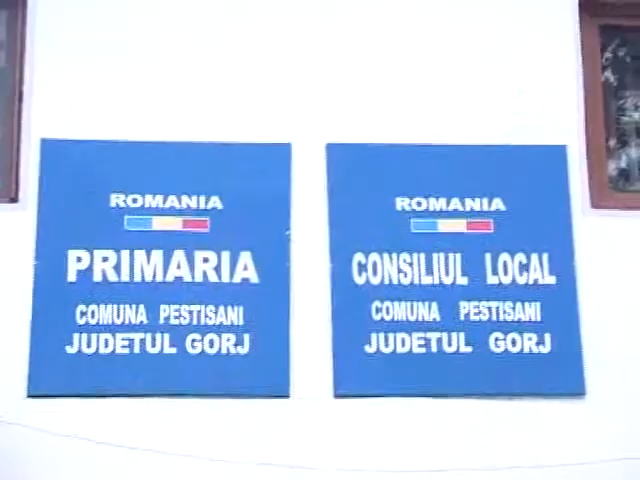 ROMANIA
PRIMARIA
COMUNA PESTISANI
JUDETUL GORJ
ROMANIA
CONSILIUL LOCAL
COMUNA PESTISANI
JUDETUL GORJ